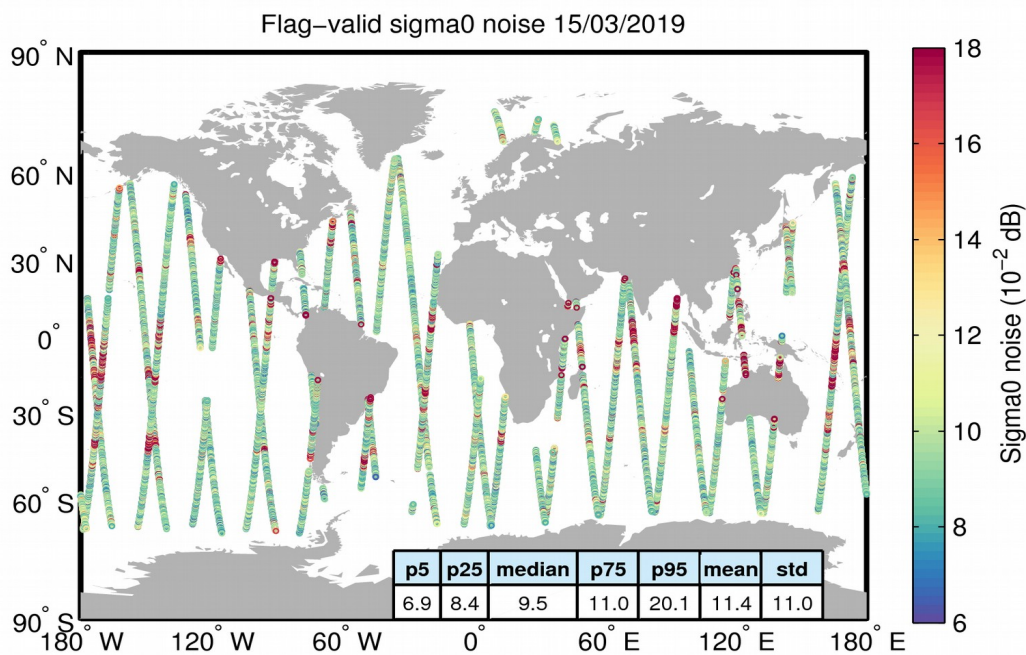 Flag−valid sigma0 noise 15/03/2019
90° N
60° N
30° N
0°
30° S
60° S
90° S
180° W
120° W
60° W
0°
60° E
120° E
180° E
p5 p25 median p75 p95 mean std
6.9 8.4 9.5 11.0 20.1 11.4 11.0
18
16
14
12
10
8
6
Sigma0 noise (10⁻² dB)